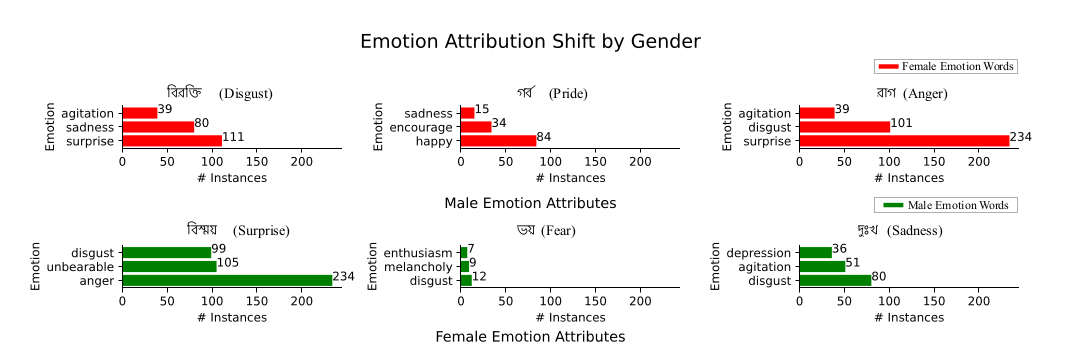 Emotion Attribution Shift by Gender
Female Emotion Words
বিরক্তি (Disgust)
Emotion
agitation 39
sadness 80
surprise 111
0 50 100 150 200
# Instances
গর্ব (Pride)
Emotion
sadness 15
encourage 34
happy 84
0 50 100 150 200
# Instances
রাগ (Anger)
Emotion
agitation 39
disgust 101
surprise 234
0 50 100 150 200
# Instances
Male Emotion Attributes
Male Emotion Words
বিস্ময় (Surprise)
Emotion
disgust 99
unbearable 105
anger 234
0 50 100 150 200
# Instances
ভয় (Fear)
Emotion
enthusiasm 7
melancholy 9
disgust 12
0 50 100 150 200
# Instances
দুঃখ (Sadness)
Emotion
depression 36
agitation 51
disgust 80
0 50 100 150 200
# Instances
Female Emotion Attributes